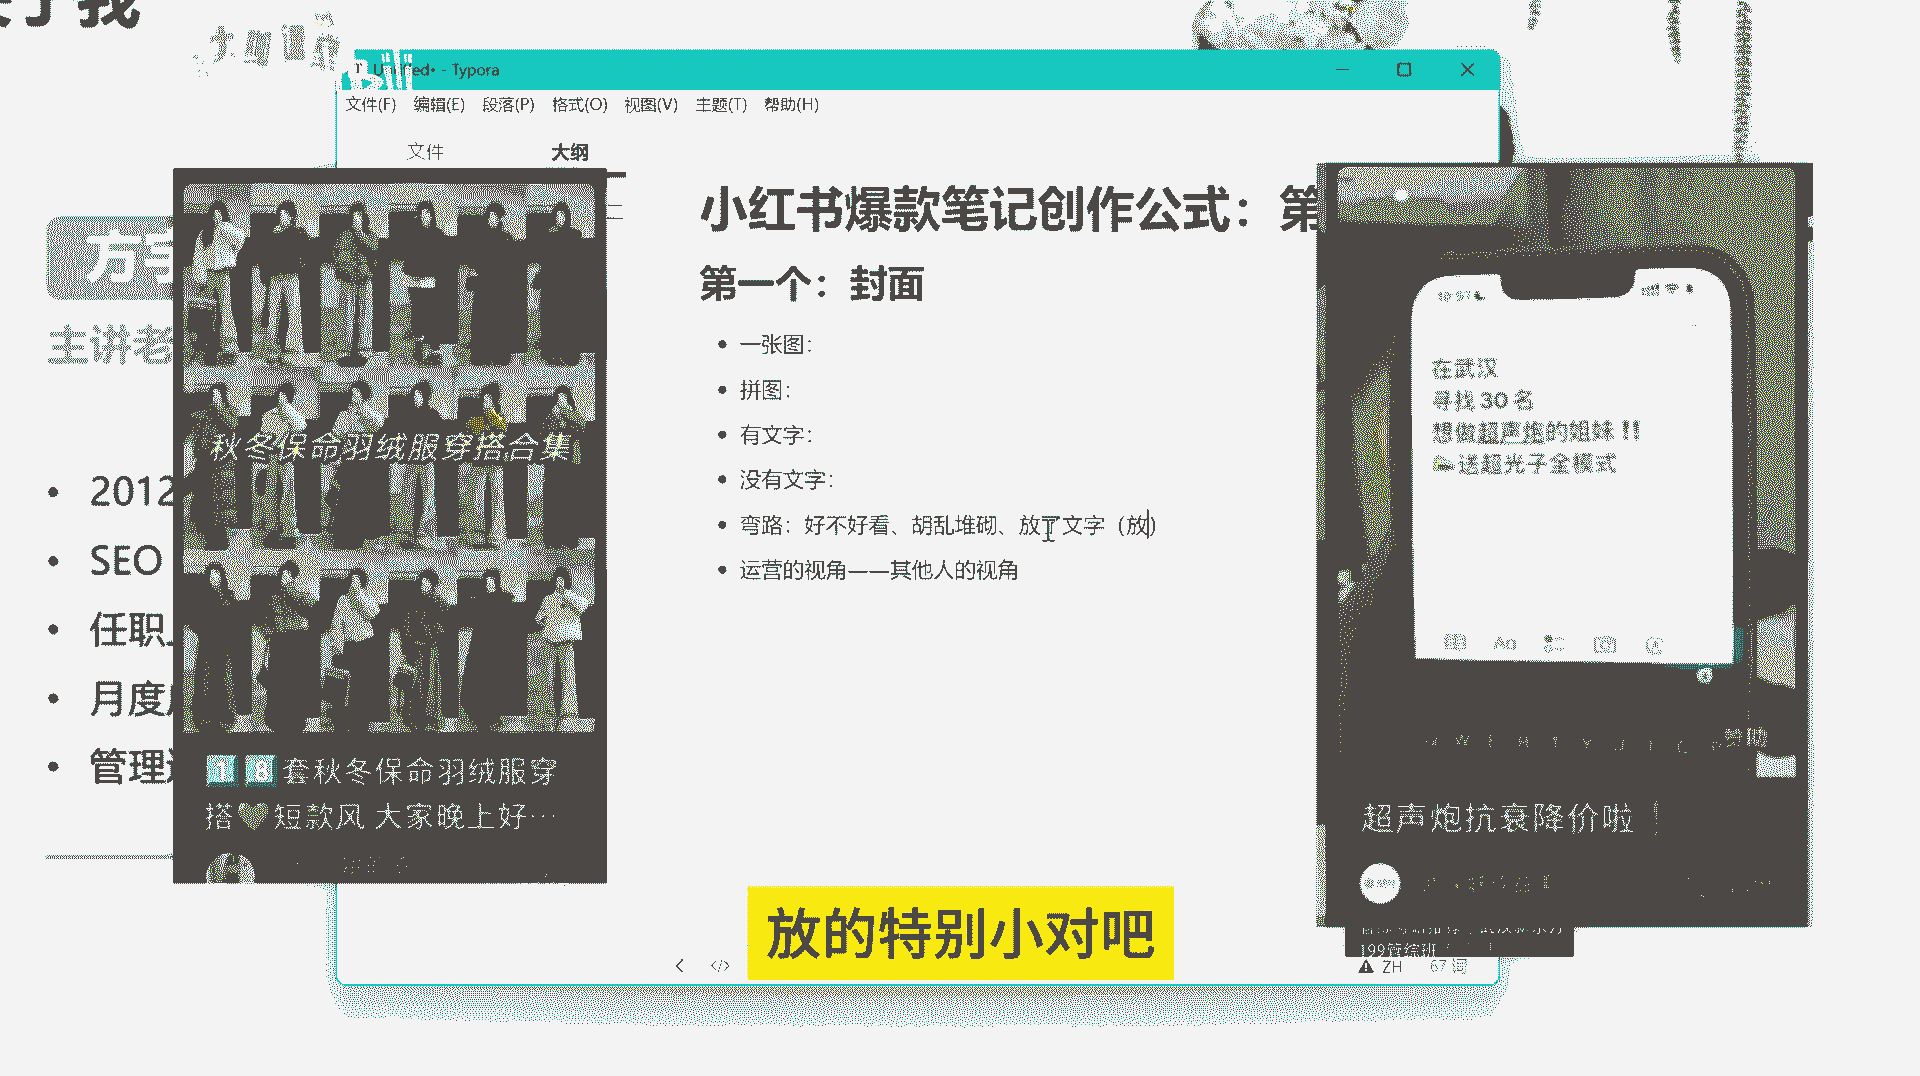 我
Untitled• - Typora
文件(F) 编辑(E) 段落(P) 格式(O) 视图(V) 主题(T) 帮助(H)
文件 大纲
小红书爆款笔记创作公式：第
第一个：封面
一张图：
拼图：
有文字：
没有文字：
弯路：好不好看、胡乱堆砌、放了文字（放）
运营的视角——其他人的视角
主讲老
2012
SEO
任职
月度
管理
秋冬保命羽绒服穿搭合集
18套秋冬保命羽绒服穿
搭💚短款风 大家晚上好…
在武汉
寻找 30 名
想做超声炮的姐妹 !!
送超光子全模式
Aa
赞助
超声炮抗衰降价啦！
199管综班
ZH 67 词
放的特别小对吧